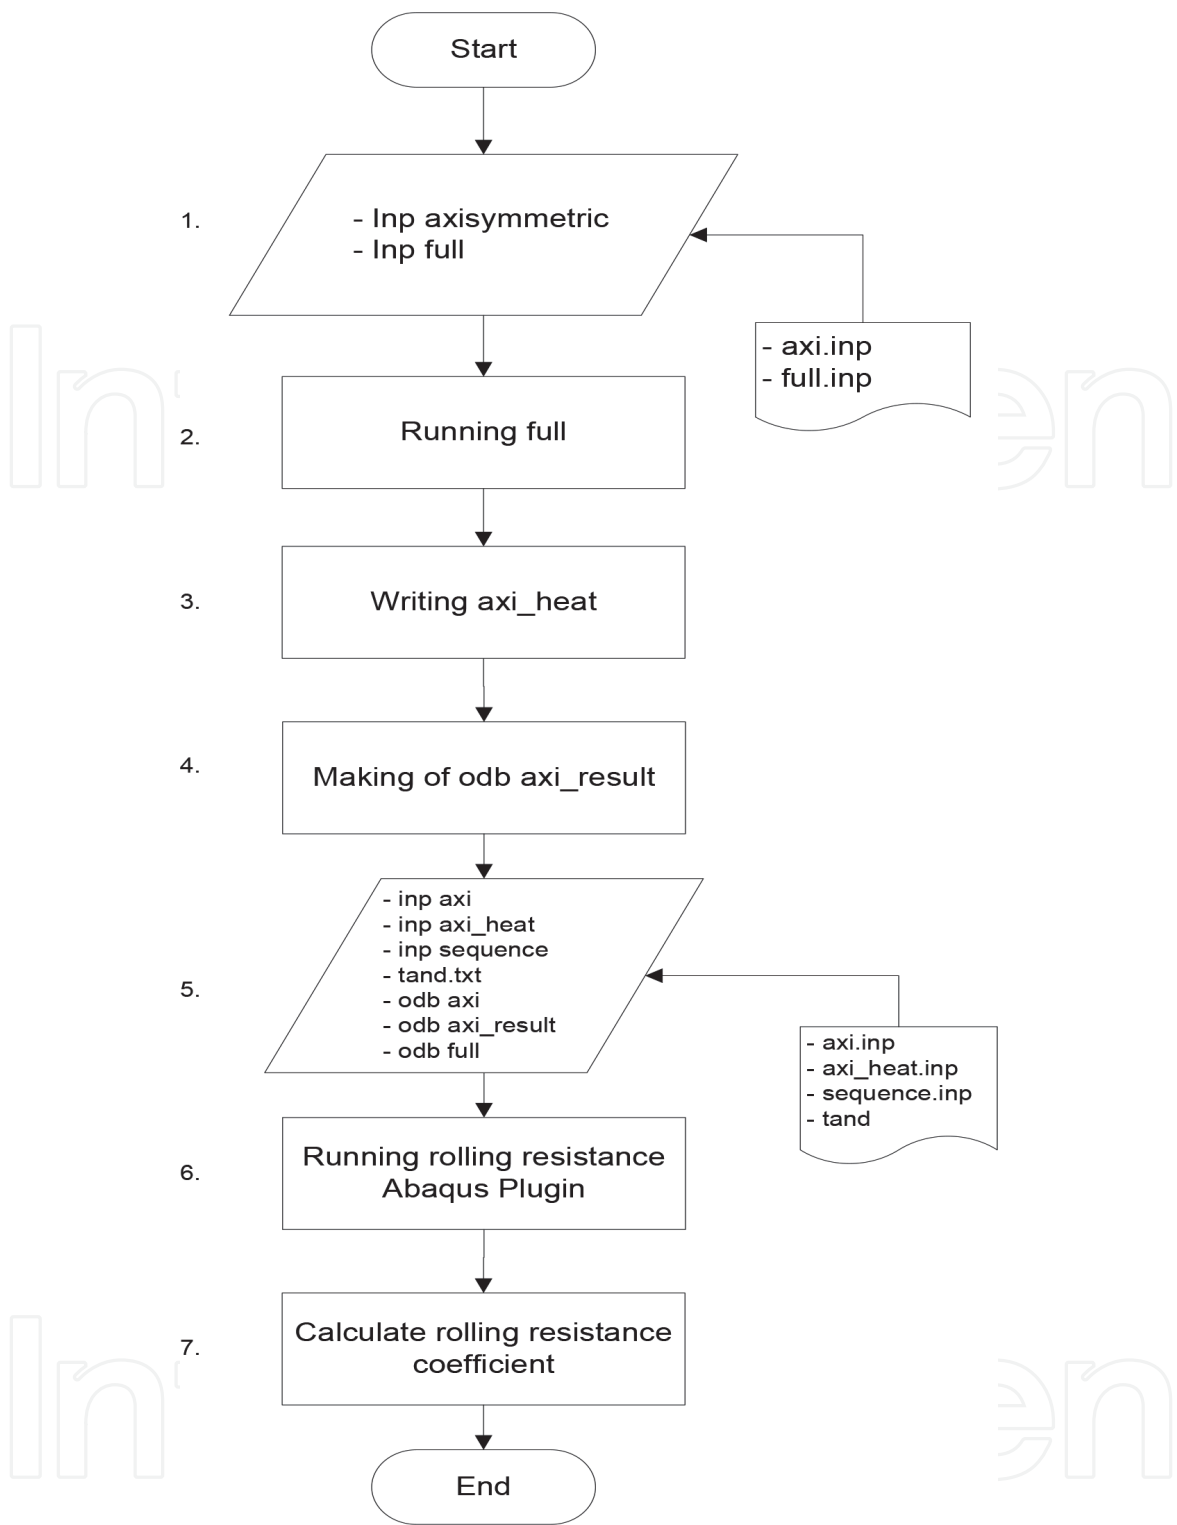 Start
1.
- Inp axisymmetric
- Inp full
- axi.inp
- full.inp
2.
Running full
3.
Writing axi_heat
4.
Making of odb axi_result
5.
- inp axi
- inp axi_heat
- inp sequence
- tand.txt
- odb axi
- odb axi_result
- odb full
- axi.inp
- axi_heat.inp
- sequence.inp
- tand
6.
Running rolling resistance
Abaqus Plugin
7.
Calculate rolling resistance
coefficient
End